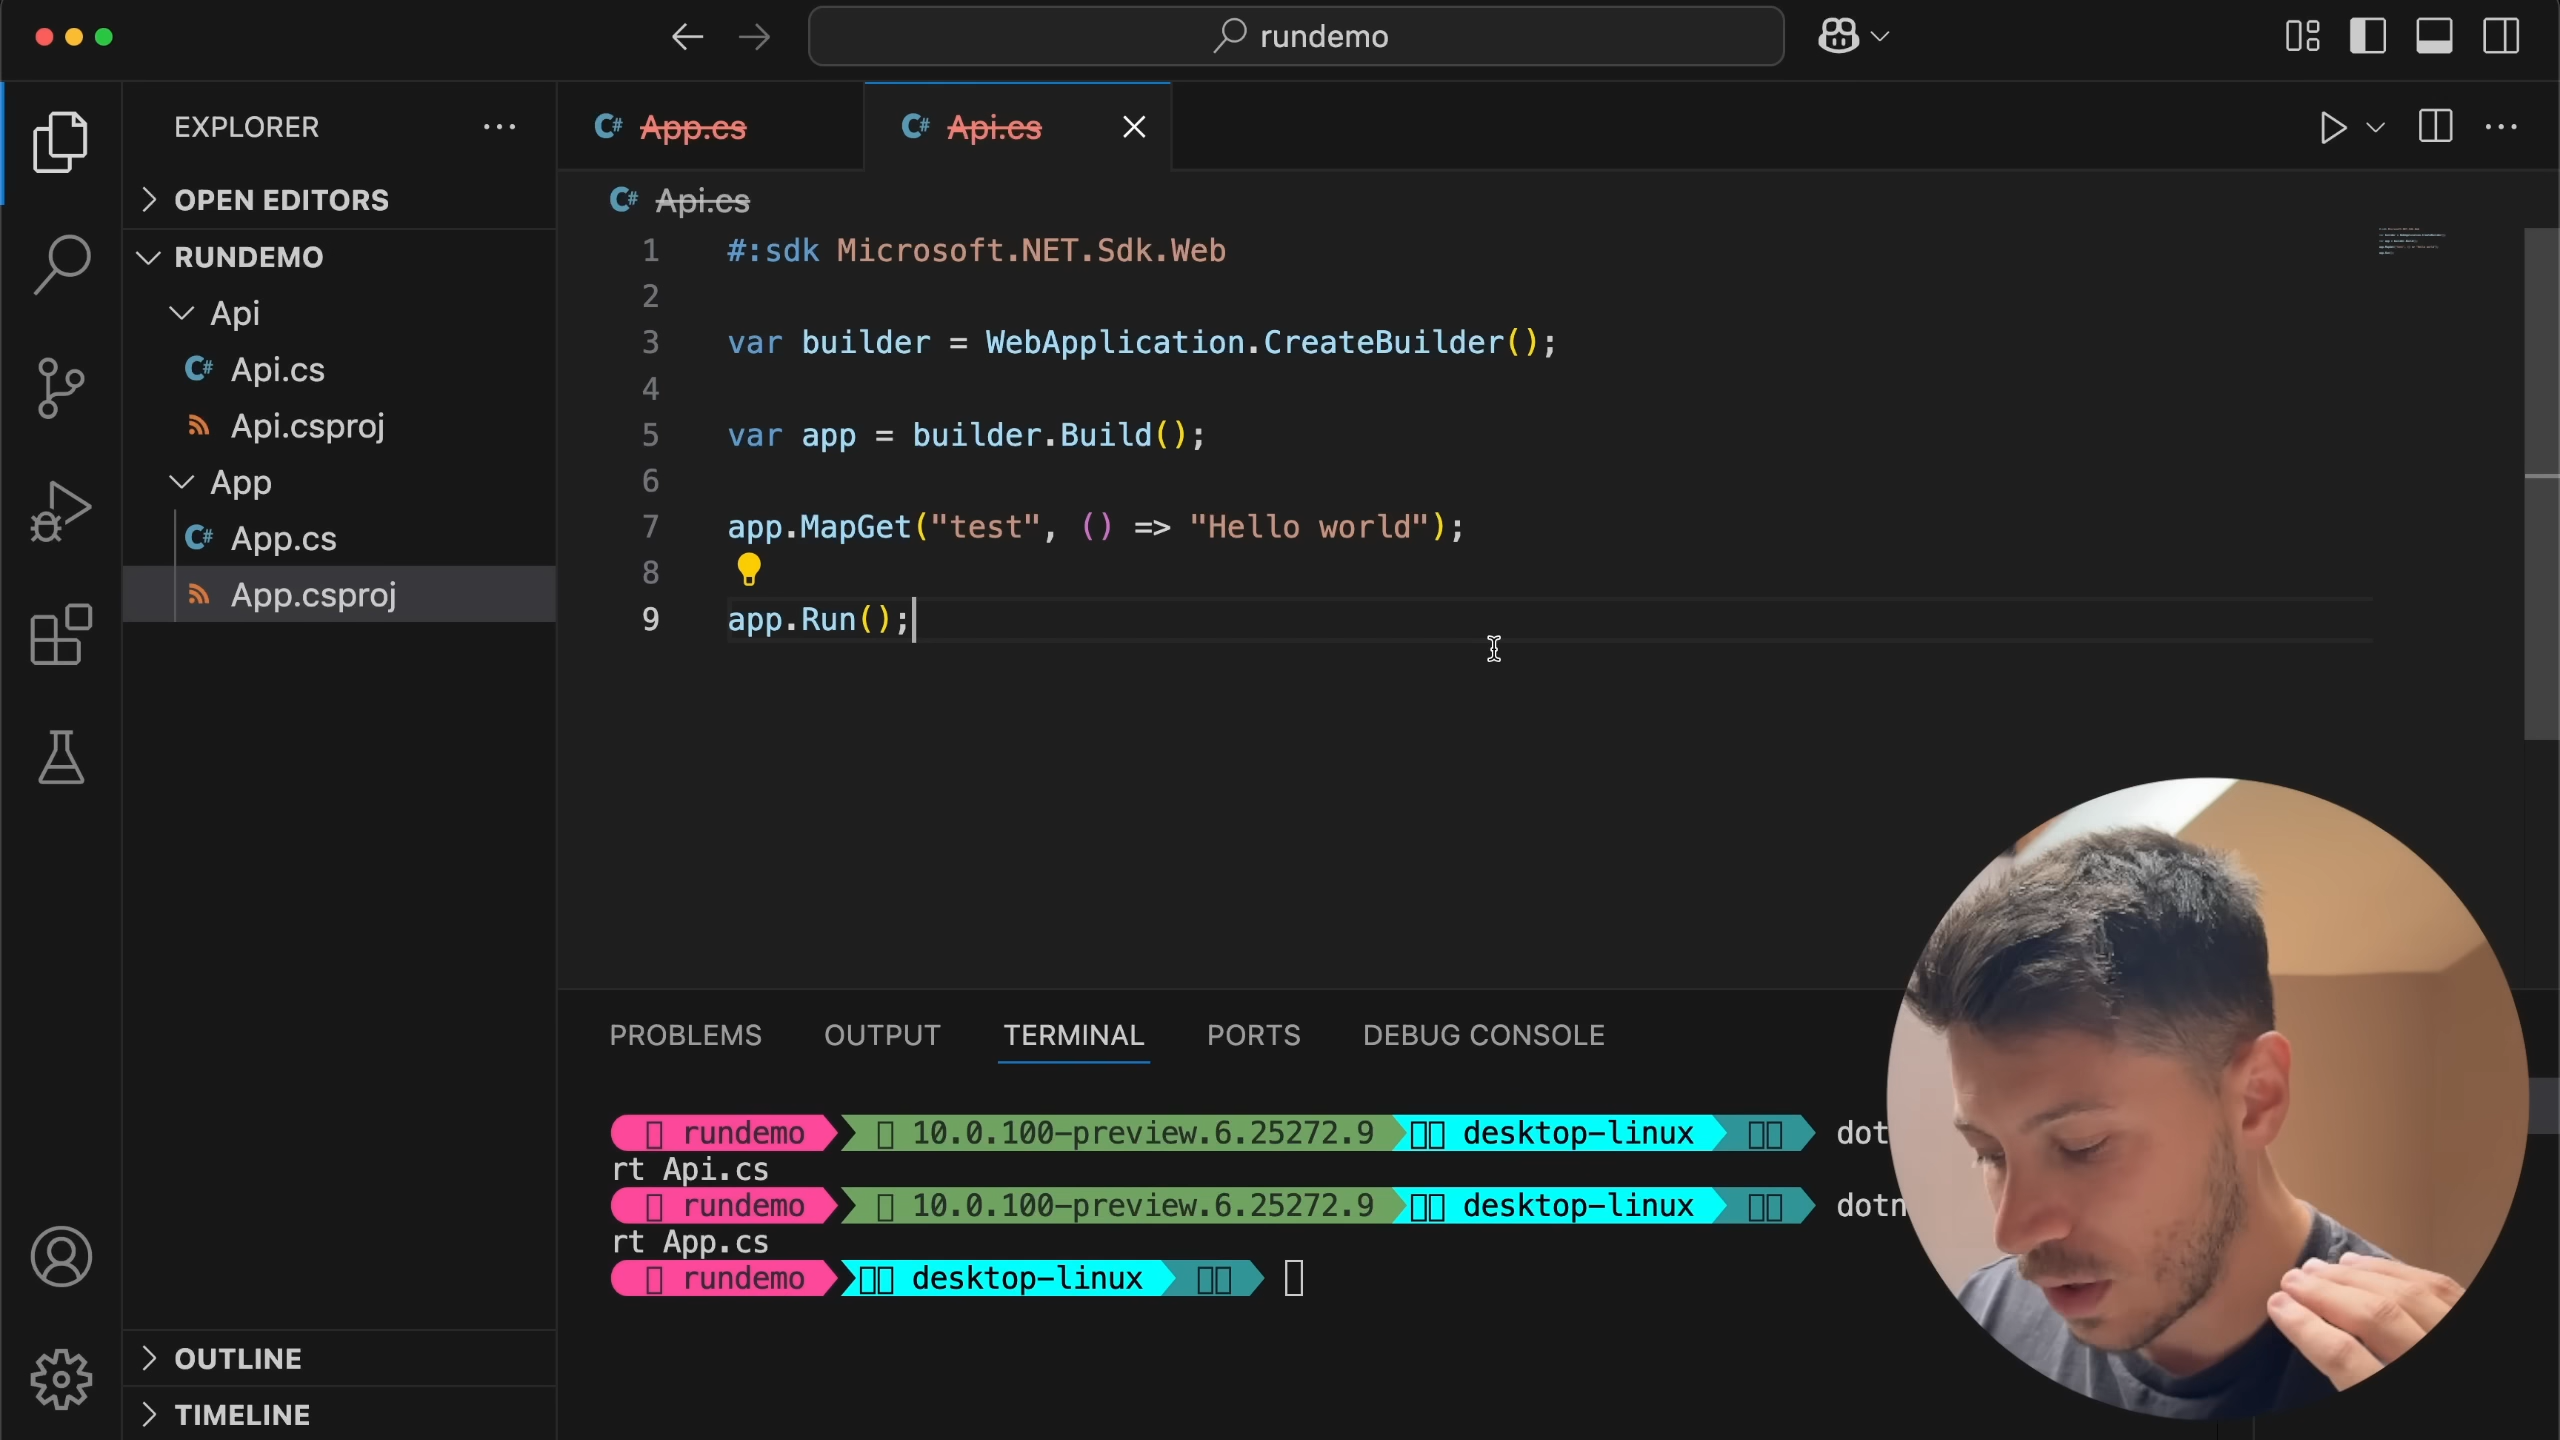 rundemo
EXPLORER
OPEN EDITORS
RUNDEMO
Api
C# Api.cs
Api.csproj
App
C# App.cs
App.csproj
OUTLINE
TIMELINE
C# App.cs
C# Api.cs
C# Api.cs
1 #:sdk Microsoft.NET.Sdk.Web
2
3 var builder = WebApplication.CreateBuilder();
4
5 var app = builder.Build();
6
7 app.MapGet("test", () => "Hello world");
8
9 app.Run();
PROBLEMS OUTPUT TERMINAL PORTS DEBUG CONSOLE
rundemo 10.0.100-preview.6.25272.9 desktop-linux
rt Api.cs
rundemo 10.0.100-preview.6.25272.9 desktop-linux
rt App.cs
rundemo desktop-linux